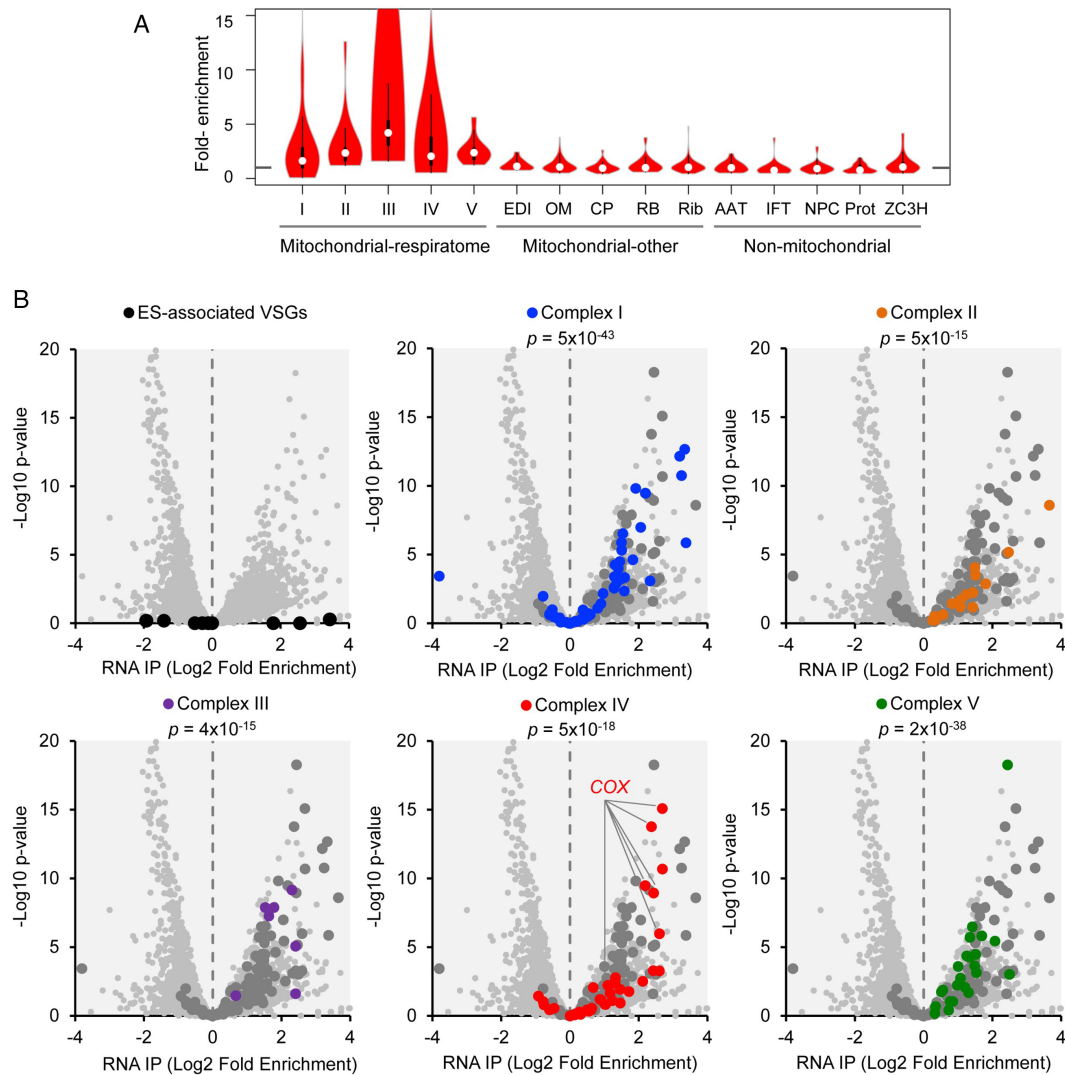 A
Fold- enrichment
15
10
5
0
I II III IV V EDI OM CP RB Rib AAT IFT NPC Prot ZC3H
Mitochondrial-respiratome Mitochondrial-other Non-mitochondrial
B
ES-associated VSGs
-Log10 p-value
20
15
10
5
0
-4 -2 0 2 4
RNA IP (Log2 Fold Enrichment)
Complex I
p = 5x10-43
-Log10 p-value
20
15
10
5
0
-4 -2 0 2 4
RNA IP (Log2 Fold Enrichment)
Complex II
p = 5x10-15
-Log10 p-value
20
15
10
5
0
-4 -2 0 2 4
RNA IP (Log2 Fold Enrichment)
Complex III
p = 4x10-15
-Log10 p-value
20
15
10
5
0
-4 -2 0 2 4
RNA IP (Log2 Fold Enrichment)
Complex IV
p = 5x10-18
COX
-Log10 p-value
20
15
10
5
0
-4 -2 0 2 4
RNA IP (Log2 Fold Enrichment)
Complex V
p = 2x10-38
-Log10 p-value
20
15
10
5
0
-4 -2 0 2 4
RNA IP (Log2 Fold Enrichment)